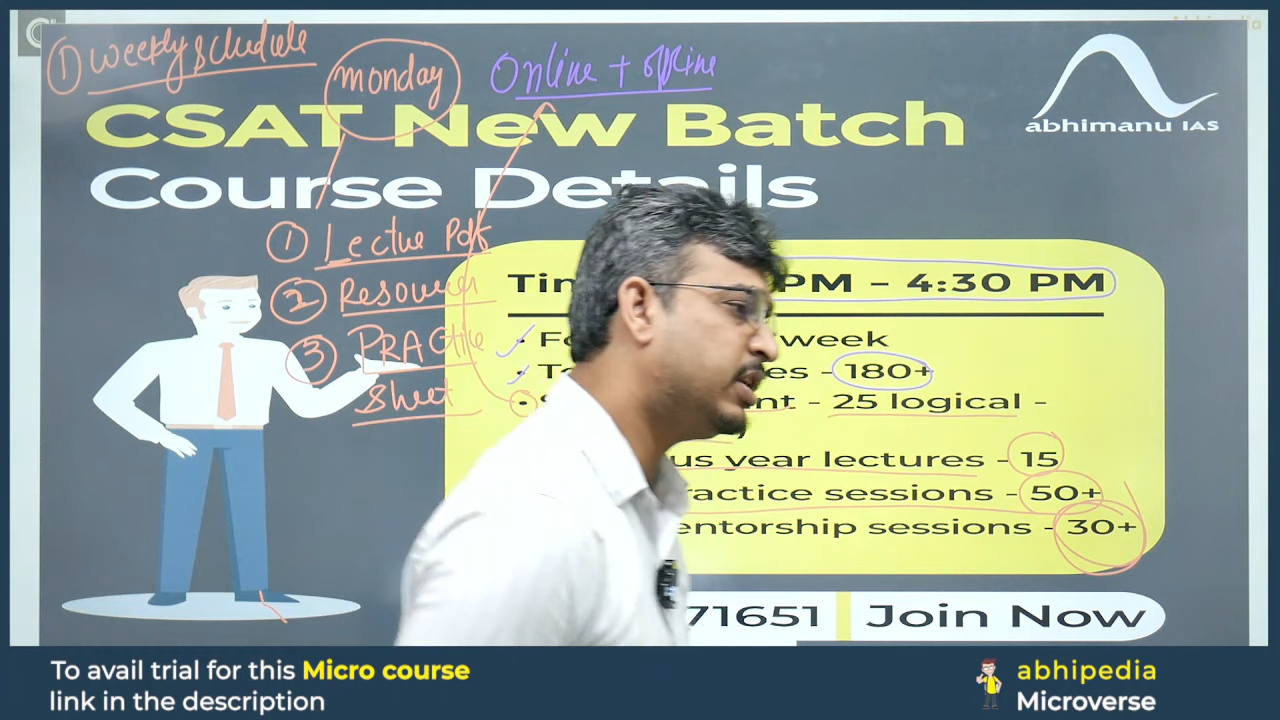 ① weekly schedule
monday
Online + offline
CSAT New Batch
Course Details
abhimanu IAS
① Lecture Pdf
② Resources
③ PRACtice
sheet
PM – 4:30 PM
week
- 180+
- 25 logical -
us year lectures - 15
ractice sessions - 50+
entorship sessions - 30+
71651 Join Now
To avail trial for this Micro course
link in the description
abhipedia
Microverse